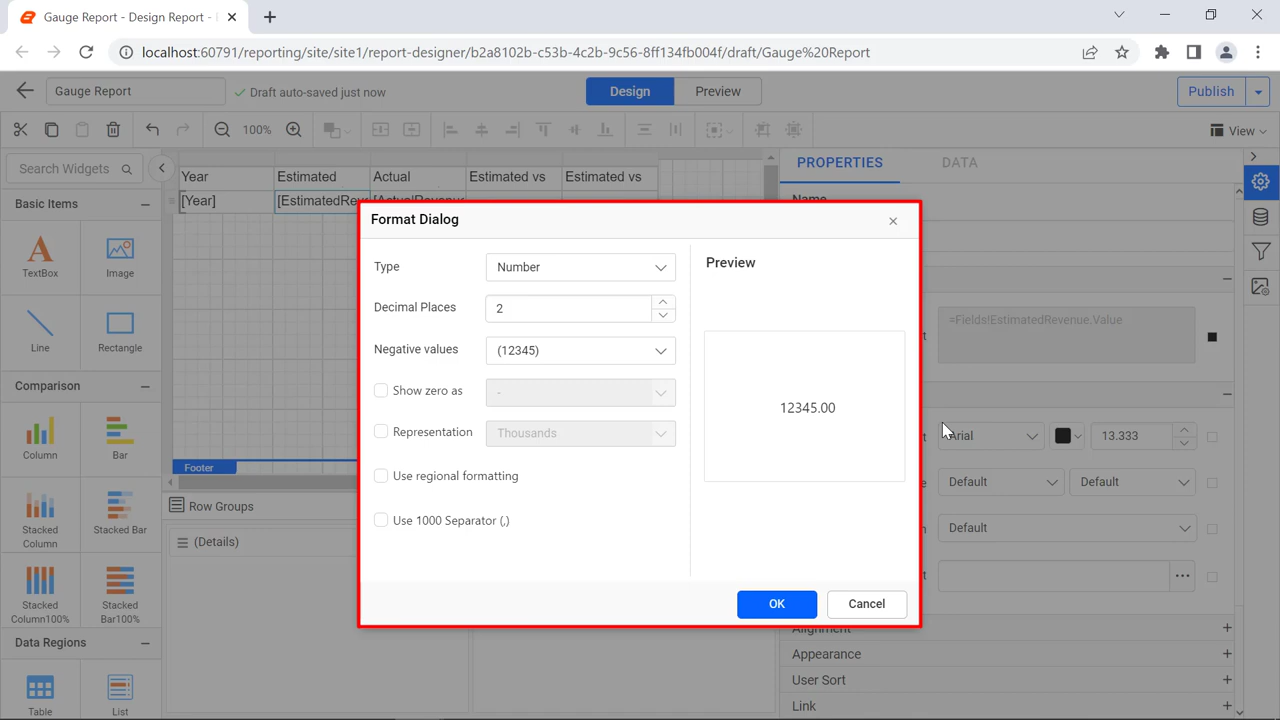 Gauge Report - Design Report -
localhost:60791/reporting/site/site1/report-designer/b2a8102b-c53b-4c2b-9c56-8ff134fb004f/draft/Gauge%20Report
Gauge Report
Draft auto-saved just now
Design
Preview
Publish
100%
View
Search Widgets
Basic Items
TextBox
Image
Line
Rectangle
Comparison
Column
Bar
Stacked
Column
Stacked Bar
Stacked
Column100%
Stacked
Bar100%
Data Regions
Table
List
Year
Estimated
Actual
Estimated vs
Estimated vs
[Year]
Footer
Row Groups
(Details)
PROPERTIES
DATA
Name
=Fields!EstimatedRevenue.Value
Arial
13.333
Default
Default
Default
Alignment
Appearance
User Sort
Link
Format Dialog
Type
Number
Decimal Places
2
Negative values
(12345)
Show zero as
-
Representation
Thousands
Use regional formatting
Use 1000 Separator (,)
Preview
12345.00
OK
Cancel